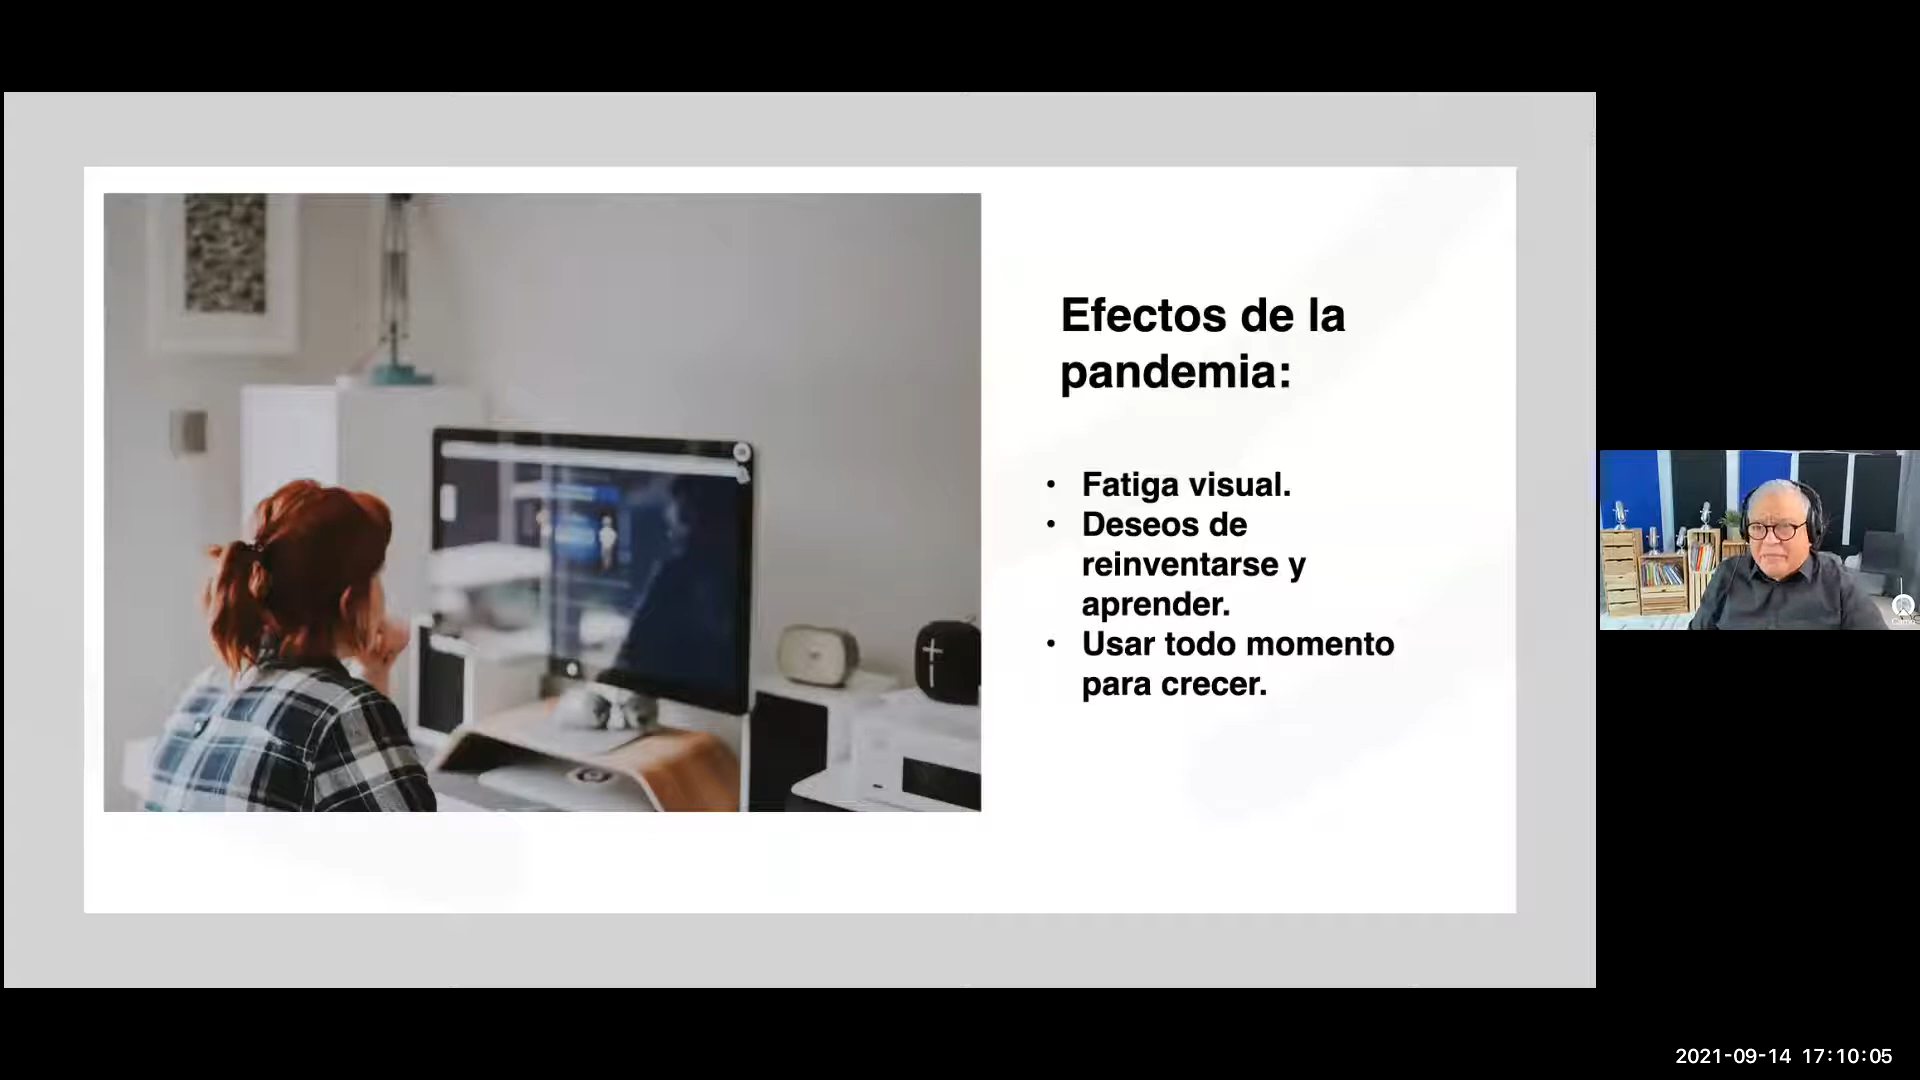 Efectos de la
pandemia:
• Fatiga visual.
• Deseos de
reinventarse y
aprender.
• Usar todo momento
para crecer.
2021-09-14 17:10:05